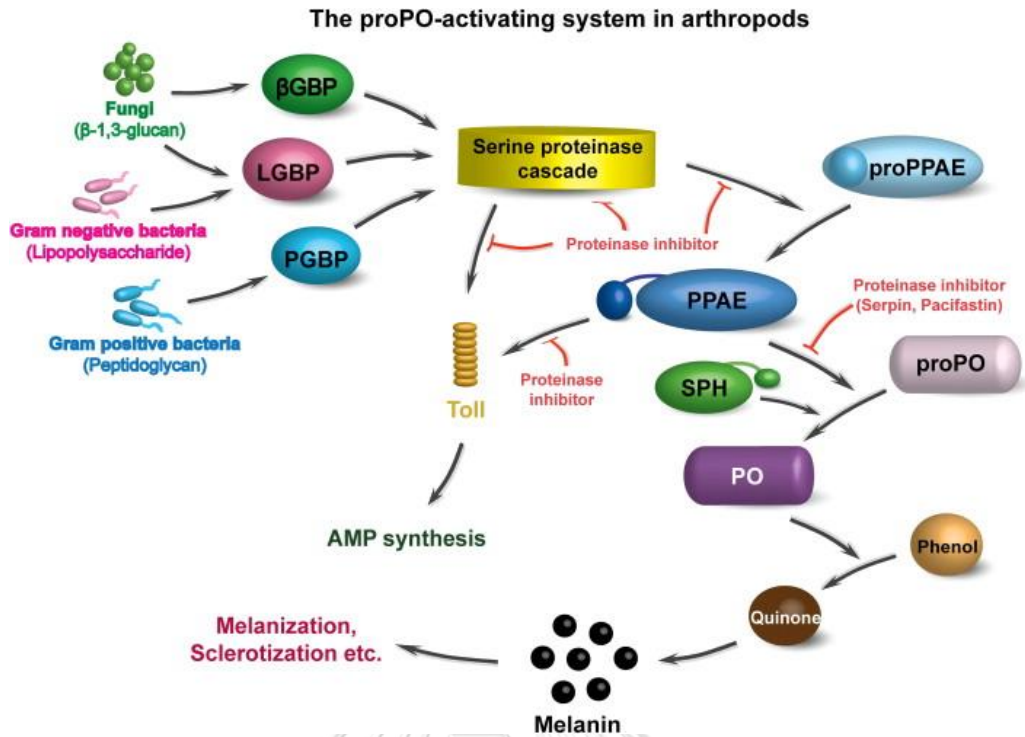 The proPO-activating system in arthropods
Fungi
(β-1,3-glucan)
βGBP
LGBP
Gram negative bacteria
(Lipopolysaccharide)
PGBP
Gram positive bacteria
(Peptidoglycan)
Serine proteinase
cascade
proPPAE
Proteinase inhibitor
PPAE
Proteinase inhibitor
(Serpin, Pacifastin)
Toll
Proteinase
inhibitor
SPH
proPO
PO
AMP synthesis
Phenol
Quinone
Melanization,
Sclerotization etc.
Melanin